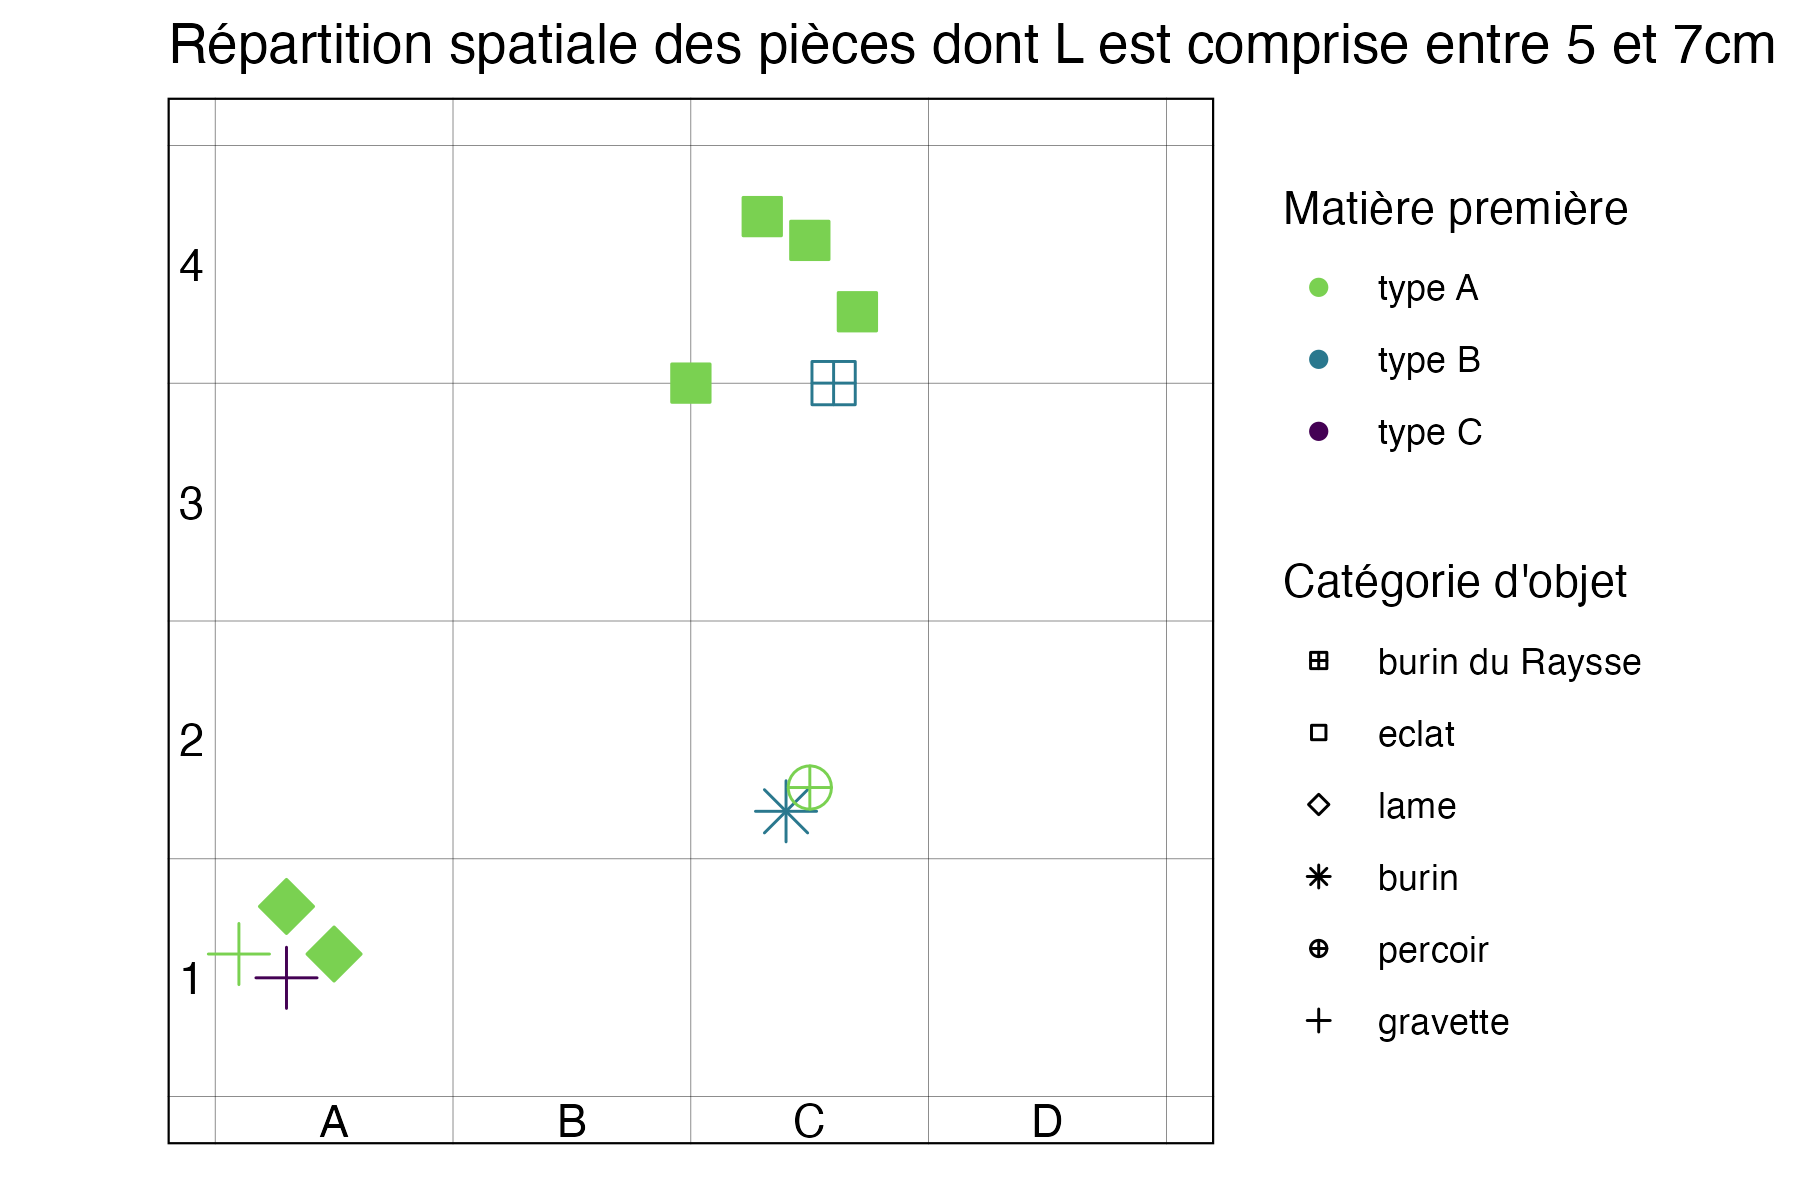 Répartition spatiale des pièces dont L est comprise entre 5 et 7cm
4
3
2
1
A
B
C
D
Matière première
type A
type B
type C
Catégorie d'objet
burin du Raysse
eclat
lame
burin
percoir
gravette